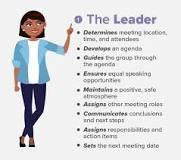 1 The Leader
• Determines meeting location,
time, and attendees
• Develops an agenda
• Guides the group through
the agenda
• Ensures equal speaking
opportunities
• Maintains a positive, safe
atmosphere
• Assigns other meeting roles
• Communicates conclusions
and next steps
• Assigns responsibilities and
action items
• Sets the next meeting date